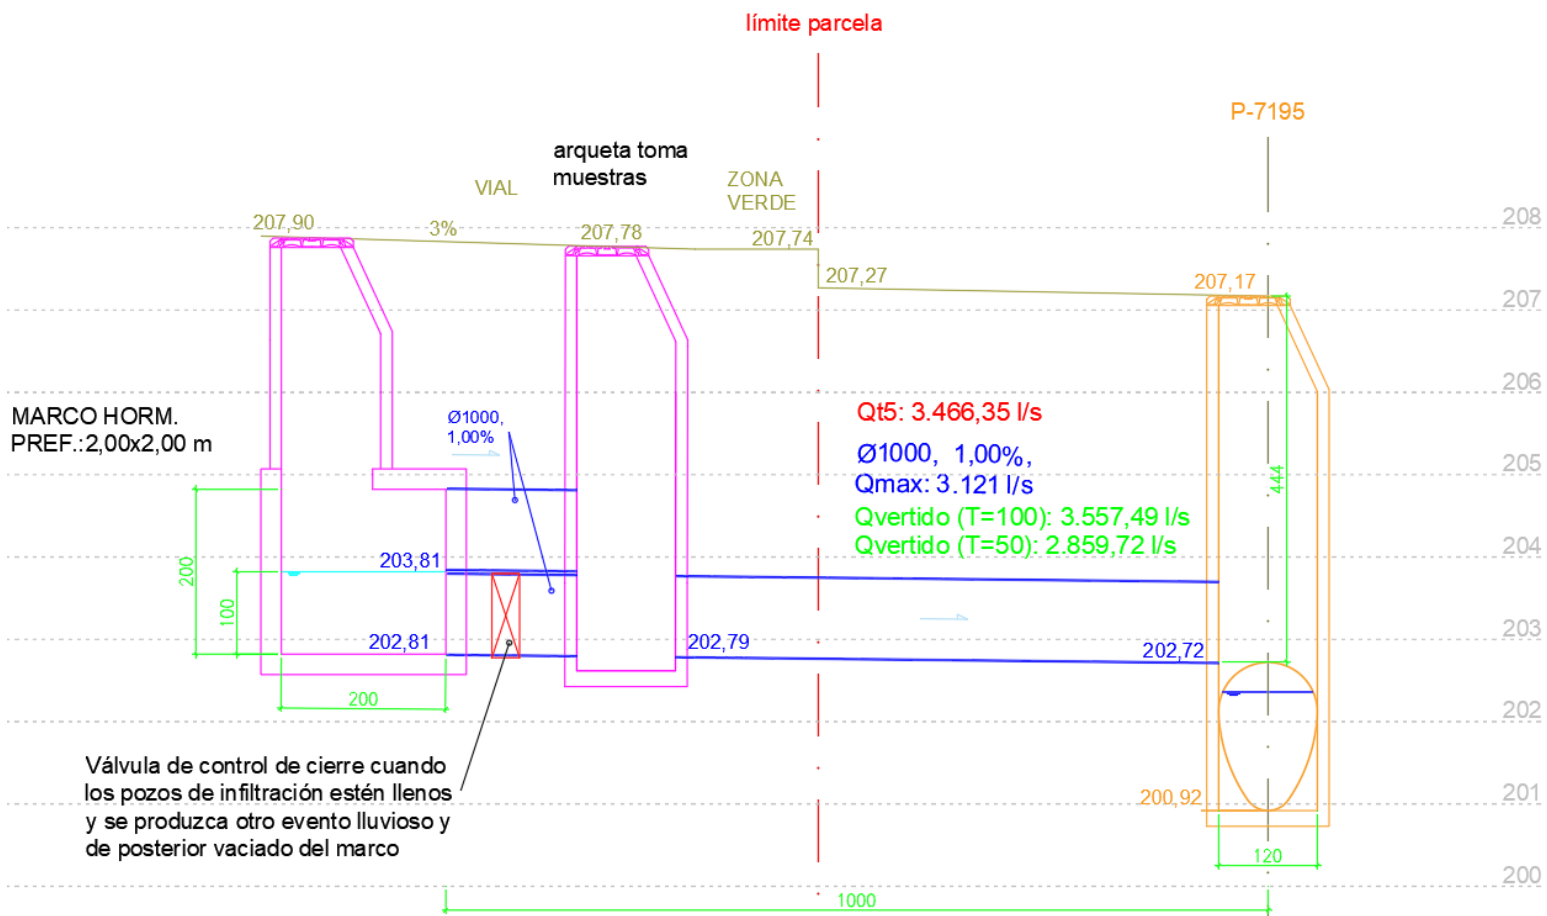 límite parcela
P-7195
arqueta toma
muestras
VIAL
ZONA
VERDE
207,90
3%
207,78
207,74
208
207,27
207,17
207
206
MARCO HORM.
PREF.:2,00x2,00 m
Ø1000,
1,00%
Qt5: 3.466,35 l/s
Ø1000, 1,00%,
Qmax: 3.121 l/s
Qvertido (T=100): 3.557,49 l/s
Qvertido (T=50): 2.859,72 l/s
444
205
204
200
100
203,81
202,81
202,79
202,72
203
200
202
Válvula de control de cierre cuando
los pozos de infiltración estén llenos
y se produzca otro evento lluvioso y
de posterior vaciado del marco
200,92
201
120
200
1000